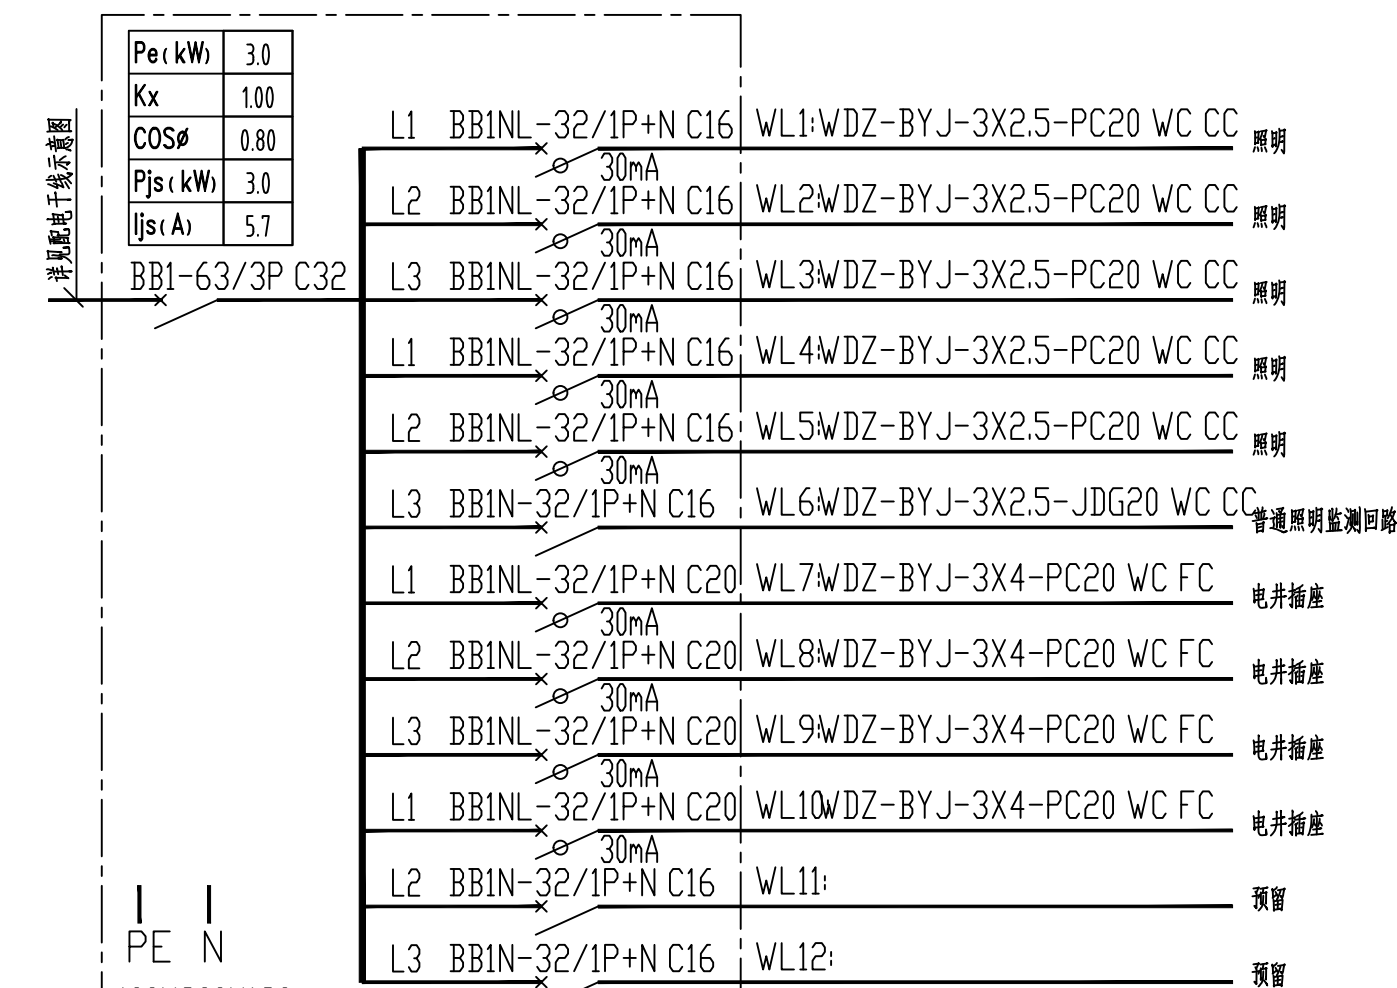 Pe(kW) 3.0
Kx 1.00
COSø 0.80
Pjs(kW) 3.0
Ijs(A) 5.7
详见配电干线示意图
BB1-63/3P C32
L1 BB1NL-32/1P+N C16 WL1:WDZ-BYJ-3X2.5-PC20 WC CC 照明
30mA
L2 BB1NL-32/1P+N C16 WL2:WDZ-BYJ-3X2.5-PC20 WC CC 照明
30mA
L3 BB1NL-32/1P+N C16 WL3:WDZ-BYJ-3X2.5-PC20 WC CC 照明
30mA
L1 BB1NL-32/1P+N C16 WL4:WDZ-BYJ-3X2.5-PC20 WC CC 照明
30mA
L2 BB1NL-32/1P+N C16 WL5:WDZ-BYJ-3X2.5-PC20 WC CC 照明
30mA
L3 BB1N-32/1P+N C16 WL6:WDZ-BYJ-3X2.5-JDG20 WC CC 普通照明监测回路
L1 BB1NL-32/1P+N C20 WL7:WDZ-BYJ-3X4-PC20 WC FC 电井插座
30mA
L2 BB1NL-32/1P+N C20 WL8:WDZ-BYJ-3X4-PC20 WC FC 电井插座
30mA
L3 BB1NL-32/1P+N C20 WL9:WDZ-BYJ-3X4-PC20 WC FC 电井插座
30mA
L1 BB1NL-32/1P+N C20 WL10:WDZ-BYJ-3X4-PC20 WC FC 电井插座
30mA
L2 BB1N-32/1P+N C16 WL11: 预留
L3 BB1N-32/1P+N C16 WL12: 预留
PE N